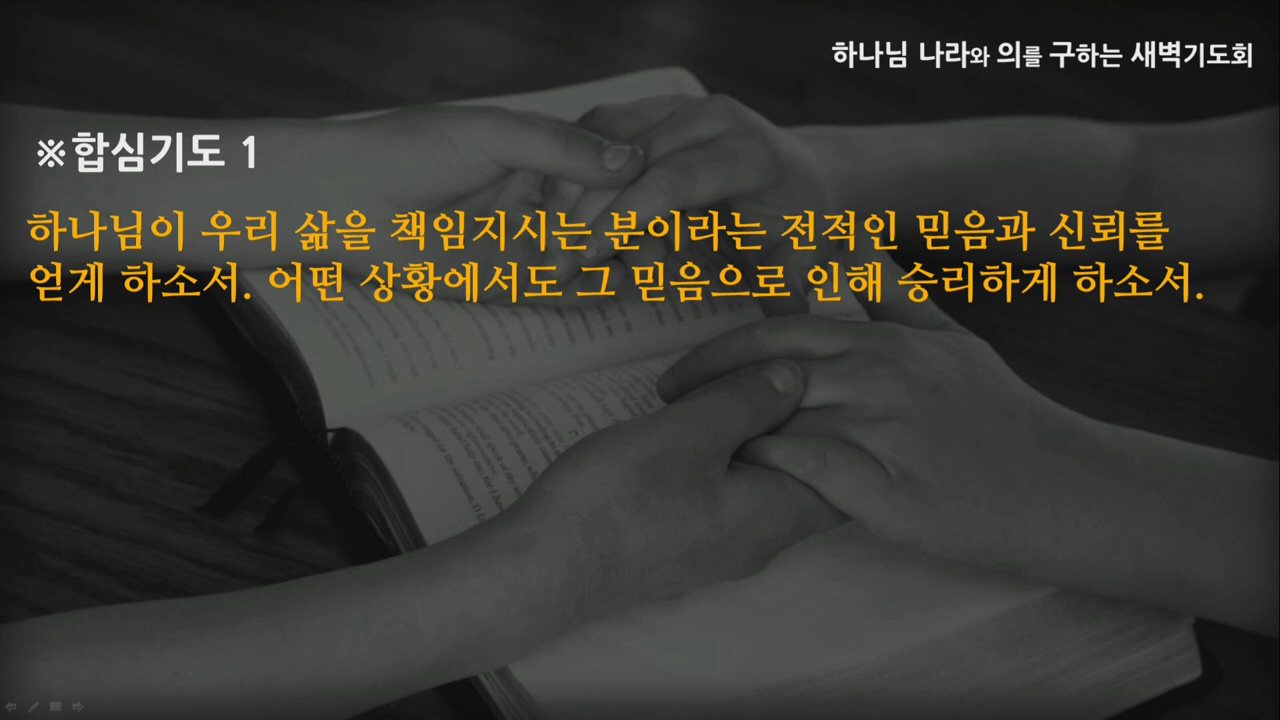 하나님 나라와 의를 구하는 새벽기도회
※합심기도 1
하나님이 우리 삶을 책임지시는 분이라는 전적인 믿음과 신뢰를
얻게 하소서. 어떤 상황에서도 그 믿음으로 인해 승리하게 하소서.